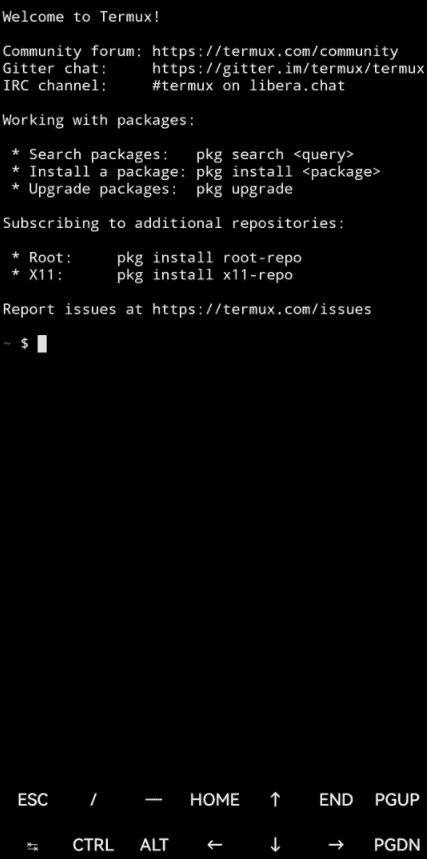 Welcome to Termux!
Community forum: https://termux.com/community
Gitter chat:     https://gitter.im/termux/termux
IRC channel:     #termux on libera.chat
Working with packages:
 * Search packages:   pkg search <query>
 * Install a package: pkg install <package>
 * Upgrade packages:  pkg upgrade
Subscribing to additional repositories:
 * Root:     pkg install root-repo
 * X11:      pkg install x11-repo
Report issues at https://termux.com/issues
~ $
ESC / — HOME ↑ END PGUP
↹ CTRL ALT ← ↓ → PGDN